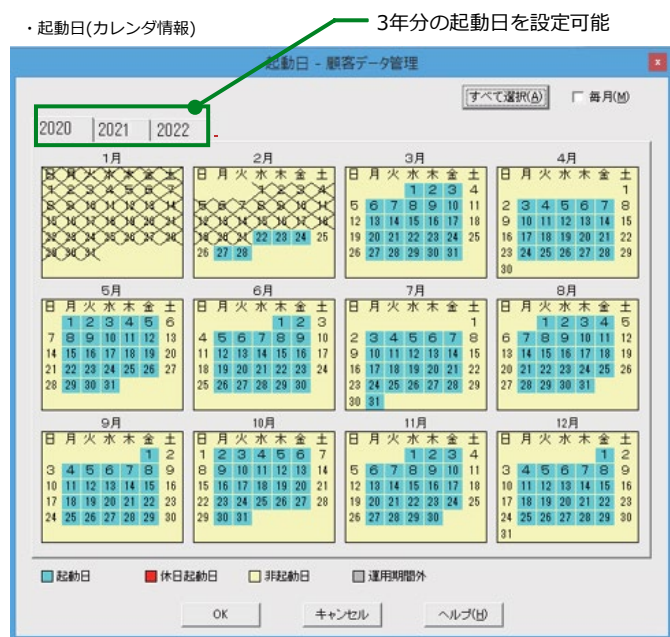 ・起動日(カレンダ情報)
3年分の起動日を設定可能
起動日 - 顧客データ管理
すべて選択(A) 毎月(M)
2020 2021 2022
1月 2月 3月 4月
日 月 火 水 木 金 土 日 月 火 水 木 金 土 日 月 火 水 木 金 土 日 月 火 水 木 金 土
1 2 3 4 5 6 7 1 2 3 4 1 2 3 4 1
8 9 10 11 12 13 14 5 6 7 8 9 10 11 5 6 7 8 9 10 11 2 3 4 5 6 7 8
15 16 17 18 19 20 21 12 13 14 15 16 17 18 12 13 14 15 16 17 18 9 10 11 12 13 14 15
22 23 24 25 26 27 28 19 20 21 22 23 24 25 19 20 21 22 23 24 25 16 17 18 19 20 21 22
29 30 31 26 27 28 26 27 28 29 30 31 23 24 25 26 27 28 29
30
5月 6月 7月 8月
日 月 火 水 木 金 土 日 月 火 水 木 金 土 日 月 火 水 木 金 土 日 月 火 水 木 金 土
1 2 3 4 5 6 1 2 3 1 1 2 3 4 5
7 8 9 10 11 12 13 4 5 6 7 8 9 10 2 3 4 5 6 7 8 6 7 8 9 10 11 12
14 15 16 17 18 19 20 11 12 13 14 15 16 17 9 10 11 12 13 14 15 13 14 15 16 17 18 19
21 22 23 24 25 26 27 18 19 20 21 22 23 24 16 17 18 19 20 21 22 20 21 22 23 24 25 26
28 29 30 31 25 26 27 28 29 30 23 24 25 26 27 28 29 27 28 29 30 31
30 31
9月 10月 11月 12月
日 月 火 水 木 金 土 日 月 火 水 木 金 土 日 月 火 水 木 金 土 日 月 火 水 木 金 土
1 2 1 2 3 4 5 6 7 1 2 3 4 1 2
3 4 5 6 7 8 9 8 9 10 11 12 13 14 5 6 7 8 9 10 11 3 4 5 6 7 8 9
10 11 12 13 14 15 16 15 16 17 18 19 20 21 12 13 14 15 16 17 18 10 11 12 13 14 15 16
17 18 19 20 21 22 23 22 23 24 25 26 27 28 19 20 21 22 23 24 25 17 18 19 20 21 22 23
24 25 26 27 28 29 30 29 30 31 26 27 28 29 30 24 25 26 27 28 29 30
31
起動日 休日起動日 非起動日 運用期間外
OK キャンセル ヘルプ(H)